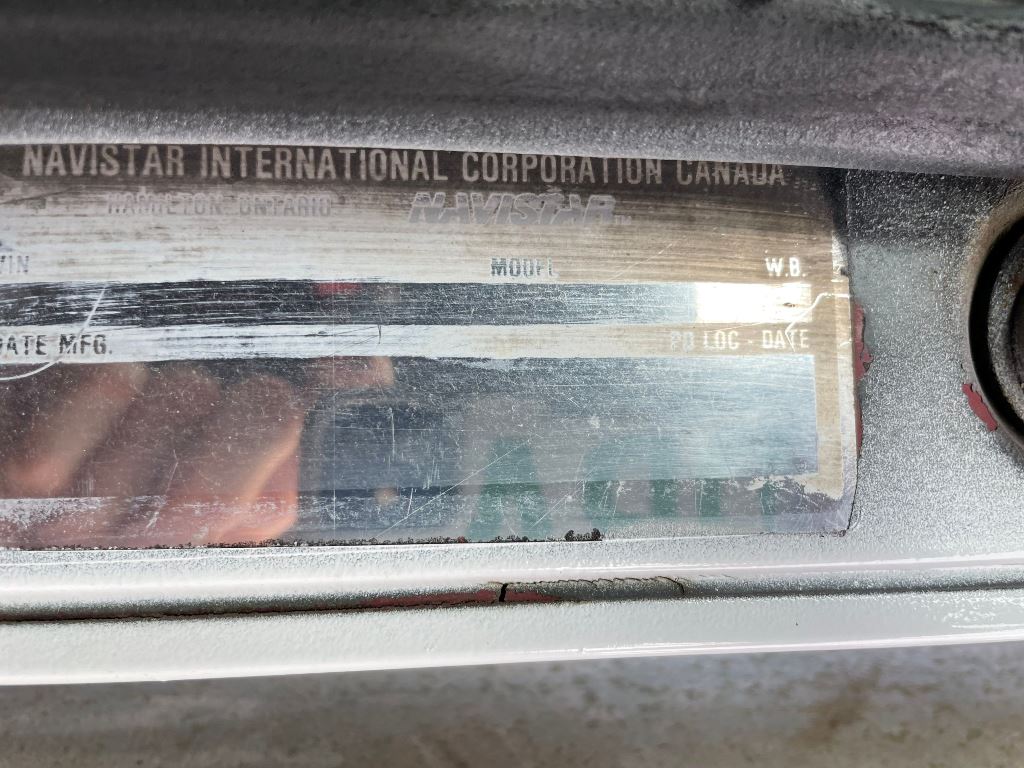 NAVISTAR INTERNATIONAL CORPORATION CANADA
HAMILTON, ONTARIO NAVISTAR
VIN MODEL W.B.
DATE MFG. PD LOC - DATE